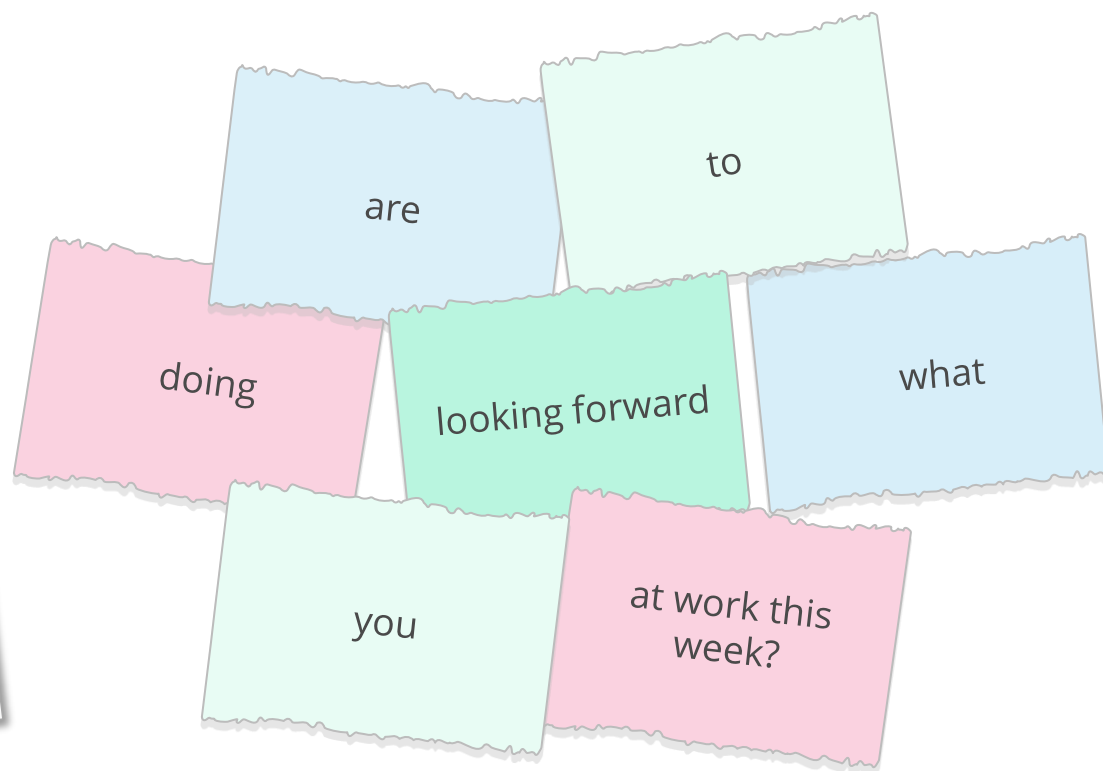 to
are
what
doing
looking forward
you
at work this
week?